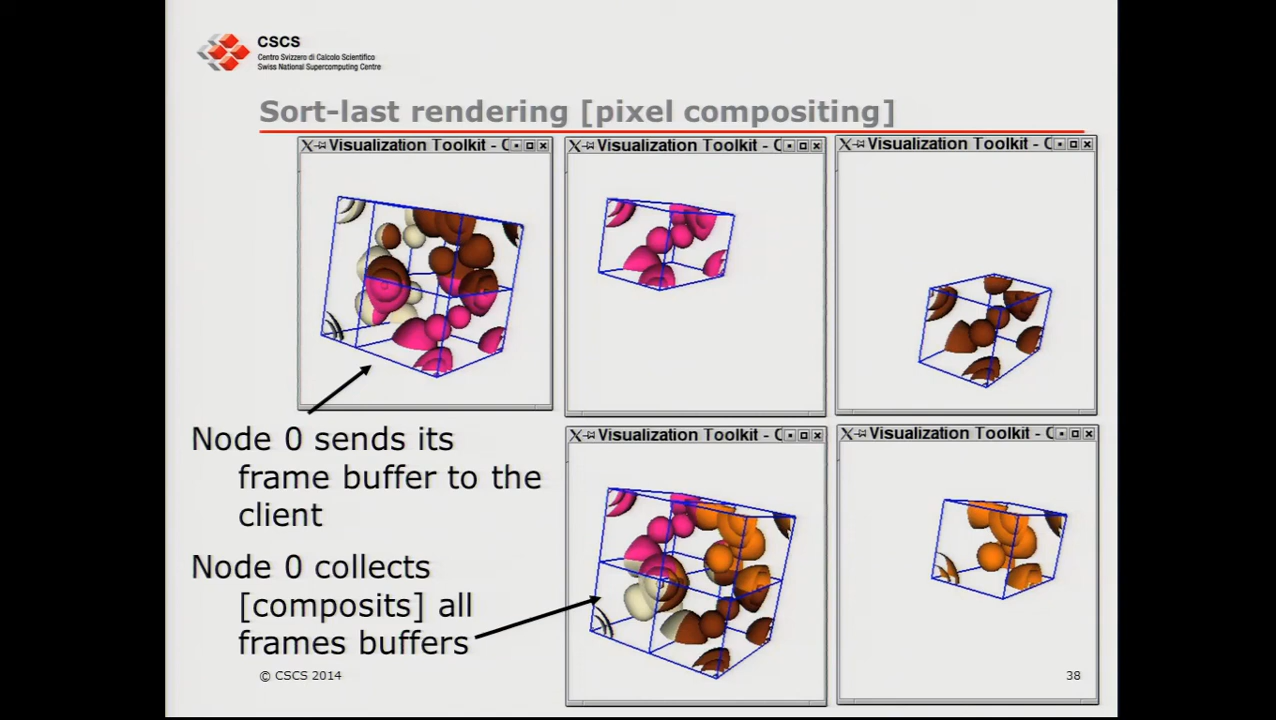 CSCS
Centro Svizzero di Calcolo Scientifico
Swiss National Supercomputing Centre
Sort-last rendering [pixel compositing]
Visualization Toolkit - 
Visualization Toolkit - 
Visualization Toolkit - 
Node 0 sends its
frame buffer to the
client
Visualization Toolkit - 
Visualization Toolkit - 
Node 0 collects
[composits] all
frames buffers
© CSCS 2014
38